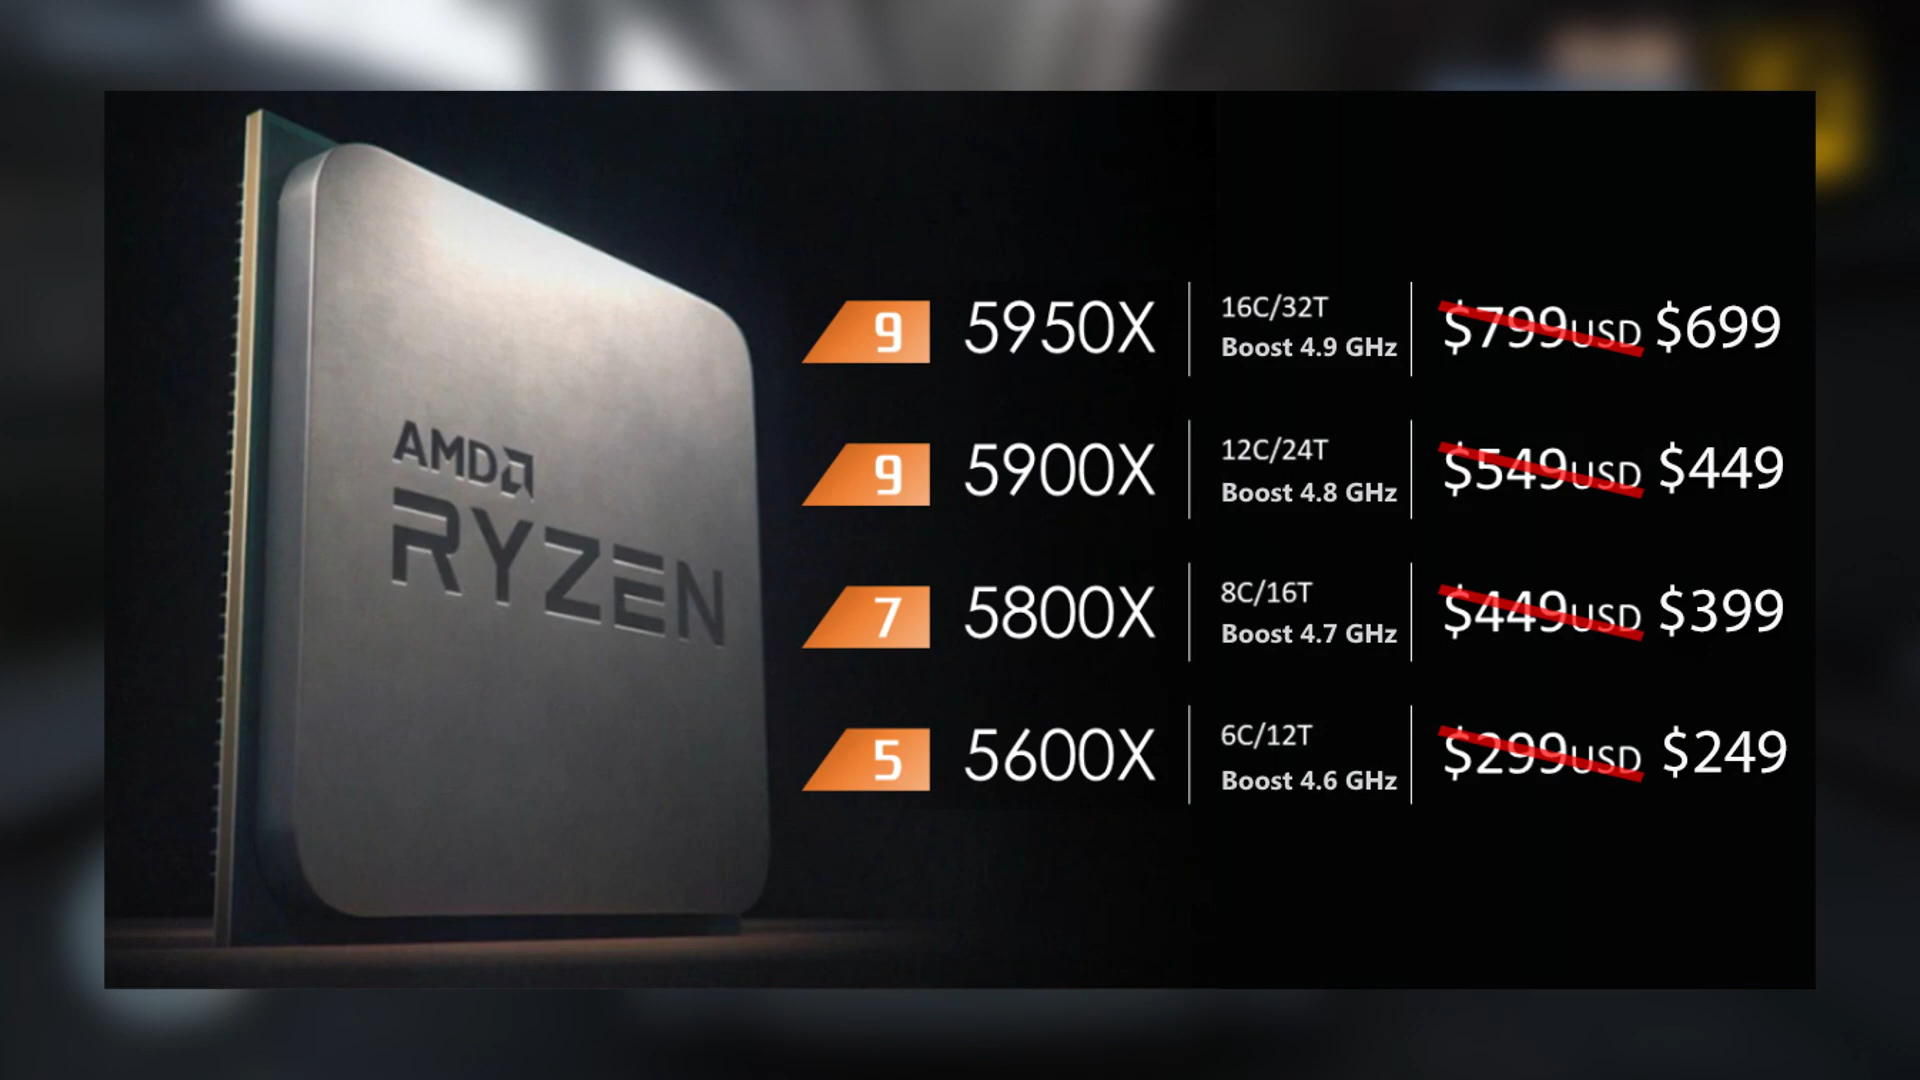 AMD
RYZEN
9 5950X 16C/32T Boost 4.9 GHz $799USD $699
9 5900X 12C/24T Boost 4.8 GHz $549USD $449
7 5800X 8C/16T Boost 4.7 GHz $449USD $399
5 5600X 6C/12T Boost 4.6 GHz $299USD $249